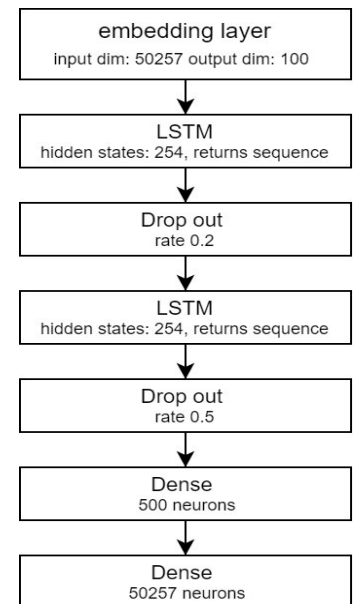 embedding layer
input dim: 50257 output dim: 100
LSTM
hidden states: 254, returns sequence
Drop out
rate 0.2
LSTM
hidden states: 254, returns sequence
Drop out
rate 0.5
Dense
500 neurons
Dense
50257 neurons